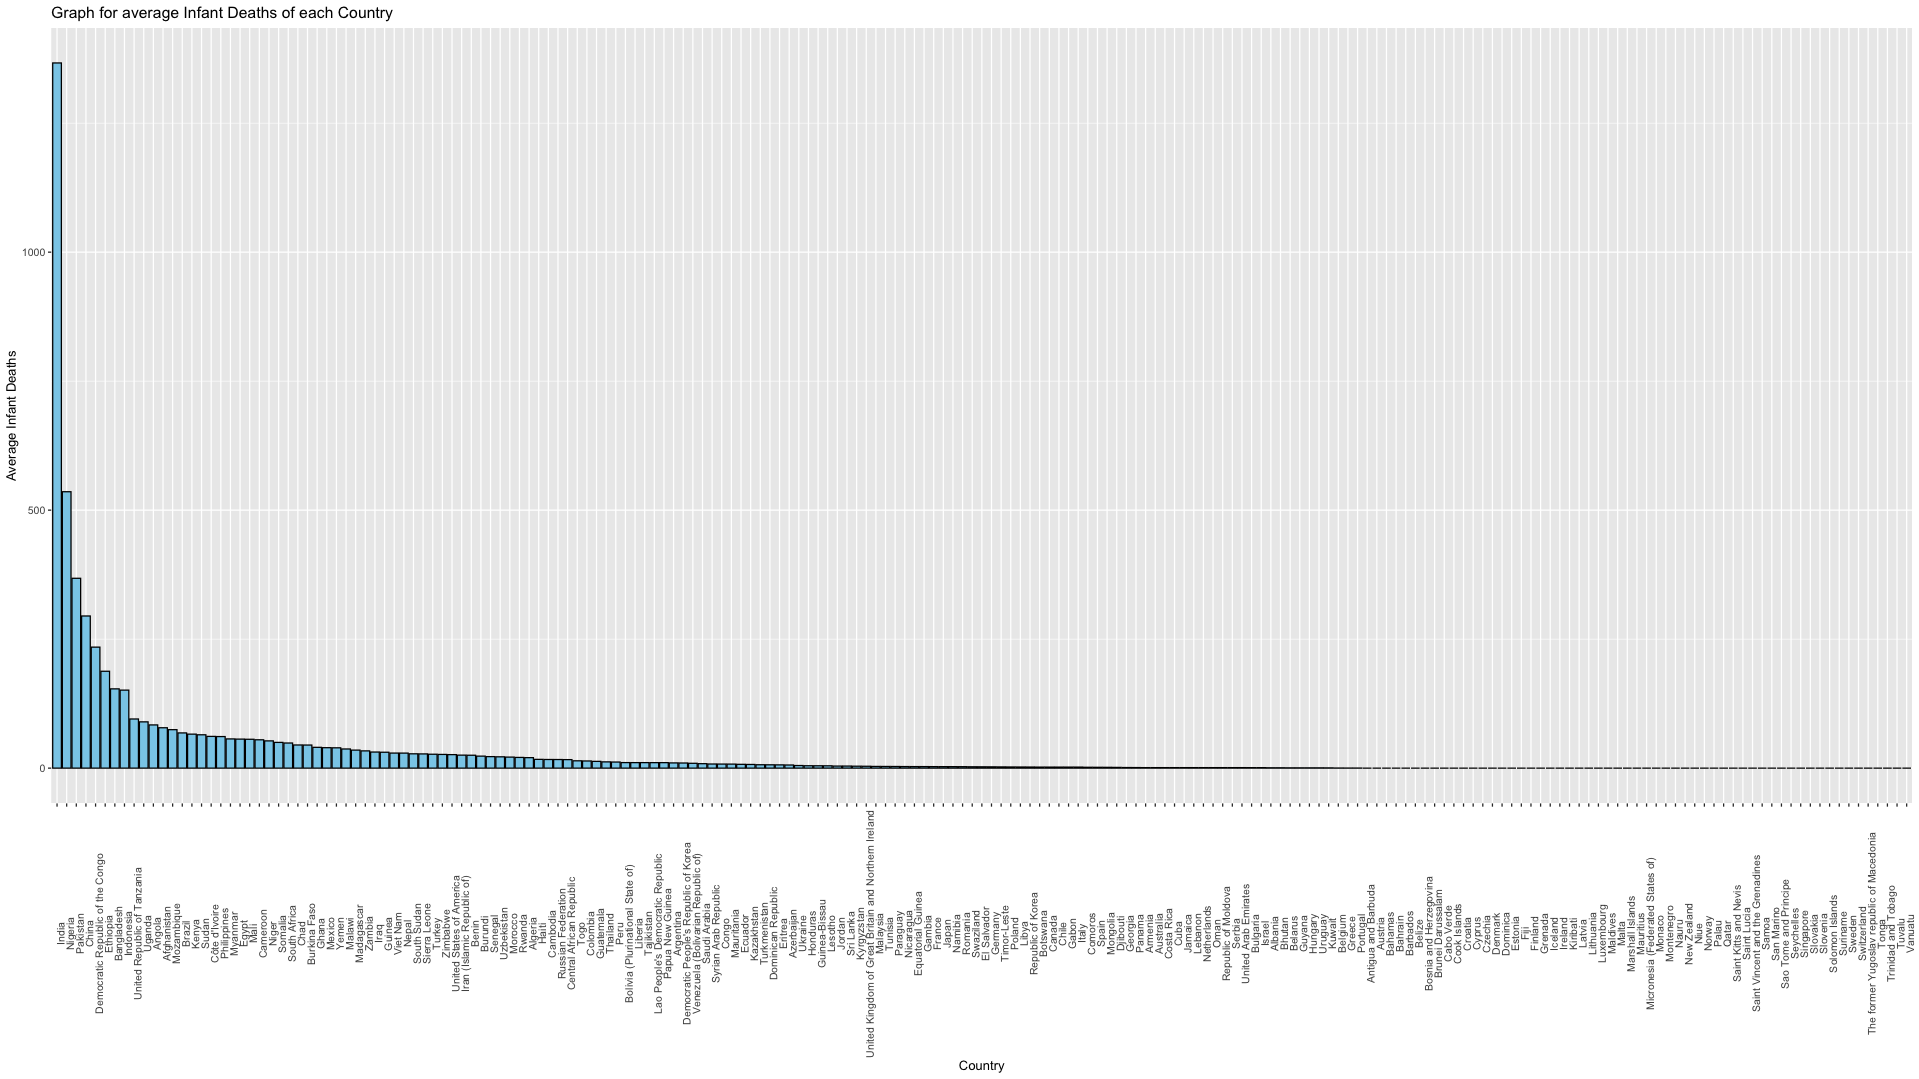 Graph for average Infant Deaths of each Country
Average Infant Deaths
1000
500
0
India
Nigeria
Pakistan
China
Democratic Republic of the Congo
Ethiopia
Bangladesh
Indonesia
United Republic of Tanzania
Uganda
Angola
Afghanistan
Mozambique
Brazil
Kenya
Sudan
Côte d'Ivoire
Philippines
Myanmar
Egypt
Mali
Cameroon
Niger
Somalia
South Africa
Chad
Burkina Faso
Ghana
Mexico
Yemen
Malawi
Madagascar
Zambia
Iraq
Guinea
Viet Nam
Nepal
South Sudan
Sierra Leone
Turkey
Zimbabwe
United States of America
Iran (Islamic Republic of)
Benin
Burundi
Senegal
Uzbekistan
Morocco
Rwanda
Algeria
Haiti
Cambodia
Russian Federation
Central African Republic
Togo
Colombia
Guatemala
Thailand
Peru
Bolivia (Plurinational State of)
Liberia
Tajikistan
Lao People's Democratic Republic
Papua New Guinea
Argentina
Democratic People's Republic of Korea
Venezuela (Bolivarian Republic of)
Saudi Arabia
Syrian Arab Republic
Congo
Mauritania
Ecuador
Kazakhstan
Turkmenistan
Dominican Republic
Eritrea
Azerbaijan
Ukraine
Honduras
Guinea-Bissau
Lesotho
Jordan
Sri Lanka
Kyrgyzstan
United Kingdom of Great Britain and Northern Ireland
Malaysia
Tunisia
Paraguay
Nicaragua
Equatorial Guinea
Gambia
France
Japan
Namibia
Romania
Swaziland
El Salvador
Germany
Timor-Leste
Poland
Libya
Republic of Korea
Botswana
Canada
Chile
Gabon
Italy
Comoros
Spain
Mongolia
Djibouti
Georgia
Panama
Armenia
Australia
Costa Rica
Cuba
Jamaica
Lebanon
Netherlands
Oman
Republic of Moldova
Serbia
United Arab Emirates
Bulgaria
Israel
Albania
Bhutan
Belarus
Guyana
Hungary
Uruguay
Kuwait
Belgium
Greece
Portugal
Antigua and Barbuda
Austria
Bahamas
Bahrain
Barbados
Belize
Bosnia and Herzegovina
Brunei Darussalam
Cabo Verde
Cook Islands
Croatia
Cyprus
Czechia
Denmark
Dominica
Estonia
Fiji
Finland
Grenada
Iceland
Ireland
Kiribati
Latvia
Lithuania
Luxembourg
Maldives
Malta
Marshall Islands
Mauritius
Micronesia (Federated States of)
Monaco
Montenegro
Nauru
New Zealand
Niue
Norway
Palau
Qatar
Saint Kitts and Nevis
Saint Lucia
Saint Vincent and the Grenadines
Samoa
San Marino
Sao Tome and Principe
Seychelles
Singapore
Slovakia
Slovenia
Solomon Islands
Suriname
Sweden
Switzerland
The former Yugoslav republic of Macedonia
Tonga
Trinidad and Tobago
Tuvalu
Vanuatu
Country